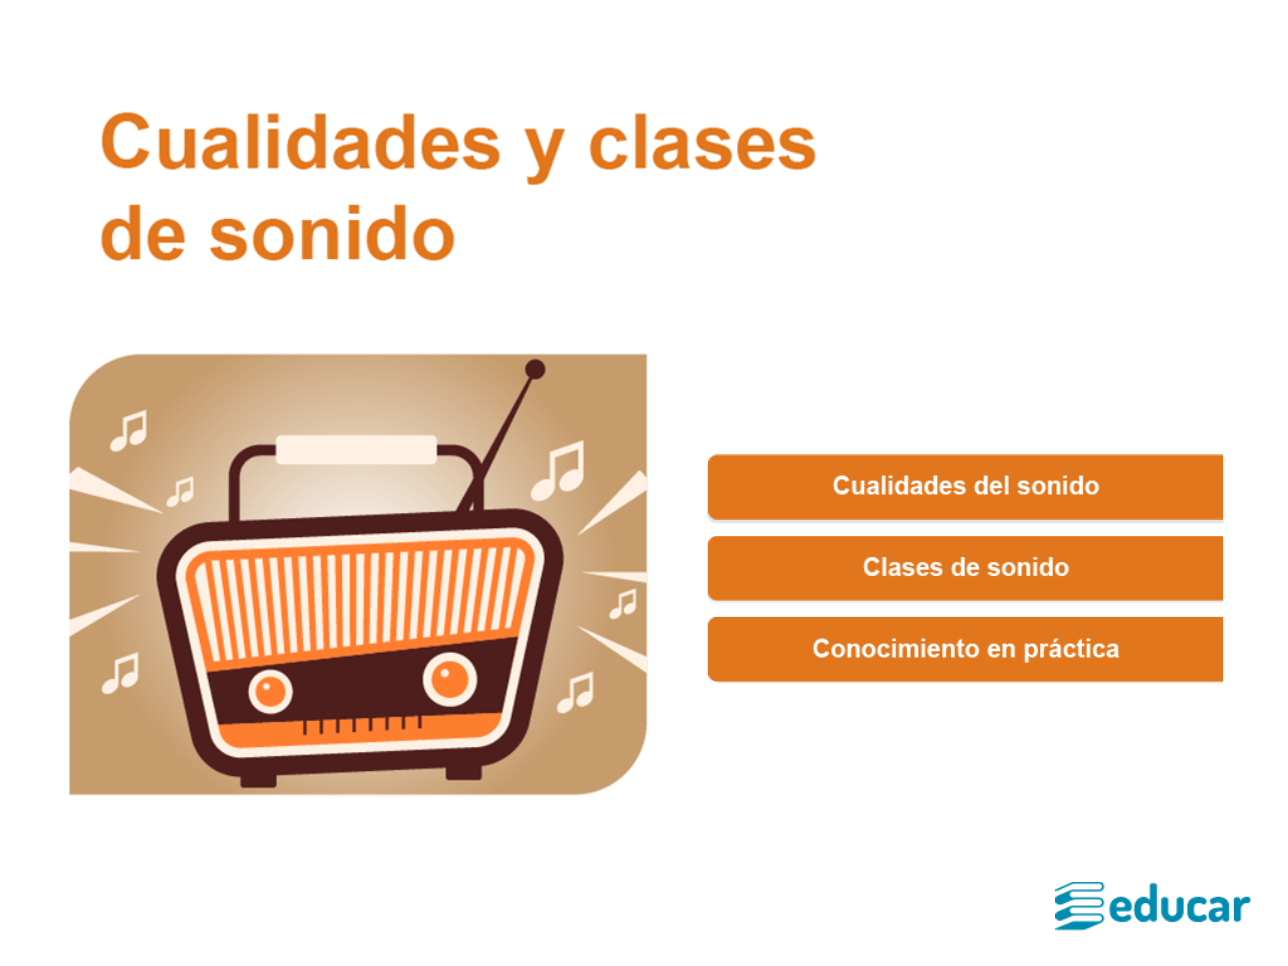 Cualidades y clases
de sonido
Cualidades del sonido
Clases de sonido
Conocimiento en práctica
educar